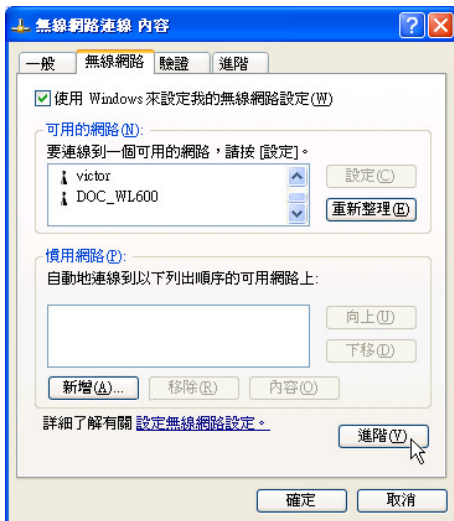 無線網路連線 內容
一般 無線網路 驗證 進階
使用 Windows 來設定我的無線網路設定(W)
可用的網路(N):
要連線到一個可用的網路，請按 [設定]。
victor
DOC_WL600
設定(C)
重新整理(E)
慣用網路(P):
自動地連線到以下列出順序的可用網路上:
向上(U)
下移(D)
新增(A)... 移除(R) 內容(O)
詳細了解有關 設定無線網路設定。
進階(V)
確定 取消